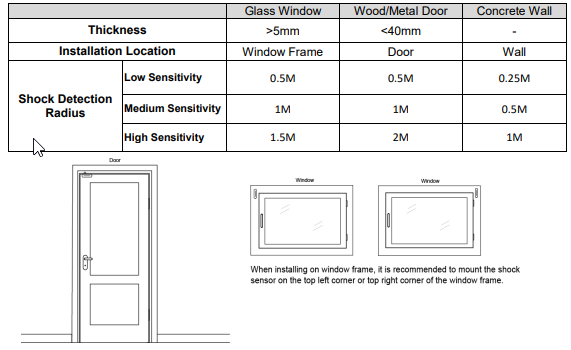 Glass Window Wood/Metal Door Concrete Wall
Thickness >5mm <40mm -
Installation Location Window Frame Door Wall
Shock Detection Radius
Low Sensitivity 0.5M 0.5M 0.25M
Medium Sensitivity 1M 1M 0.5M
High Sensitivity 1.5M 2M 1M
Door
Window
Window
When installing on window frame, it is recommended to mount the shock
sensor on the top left corner or top right corner of the window frame.